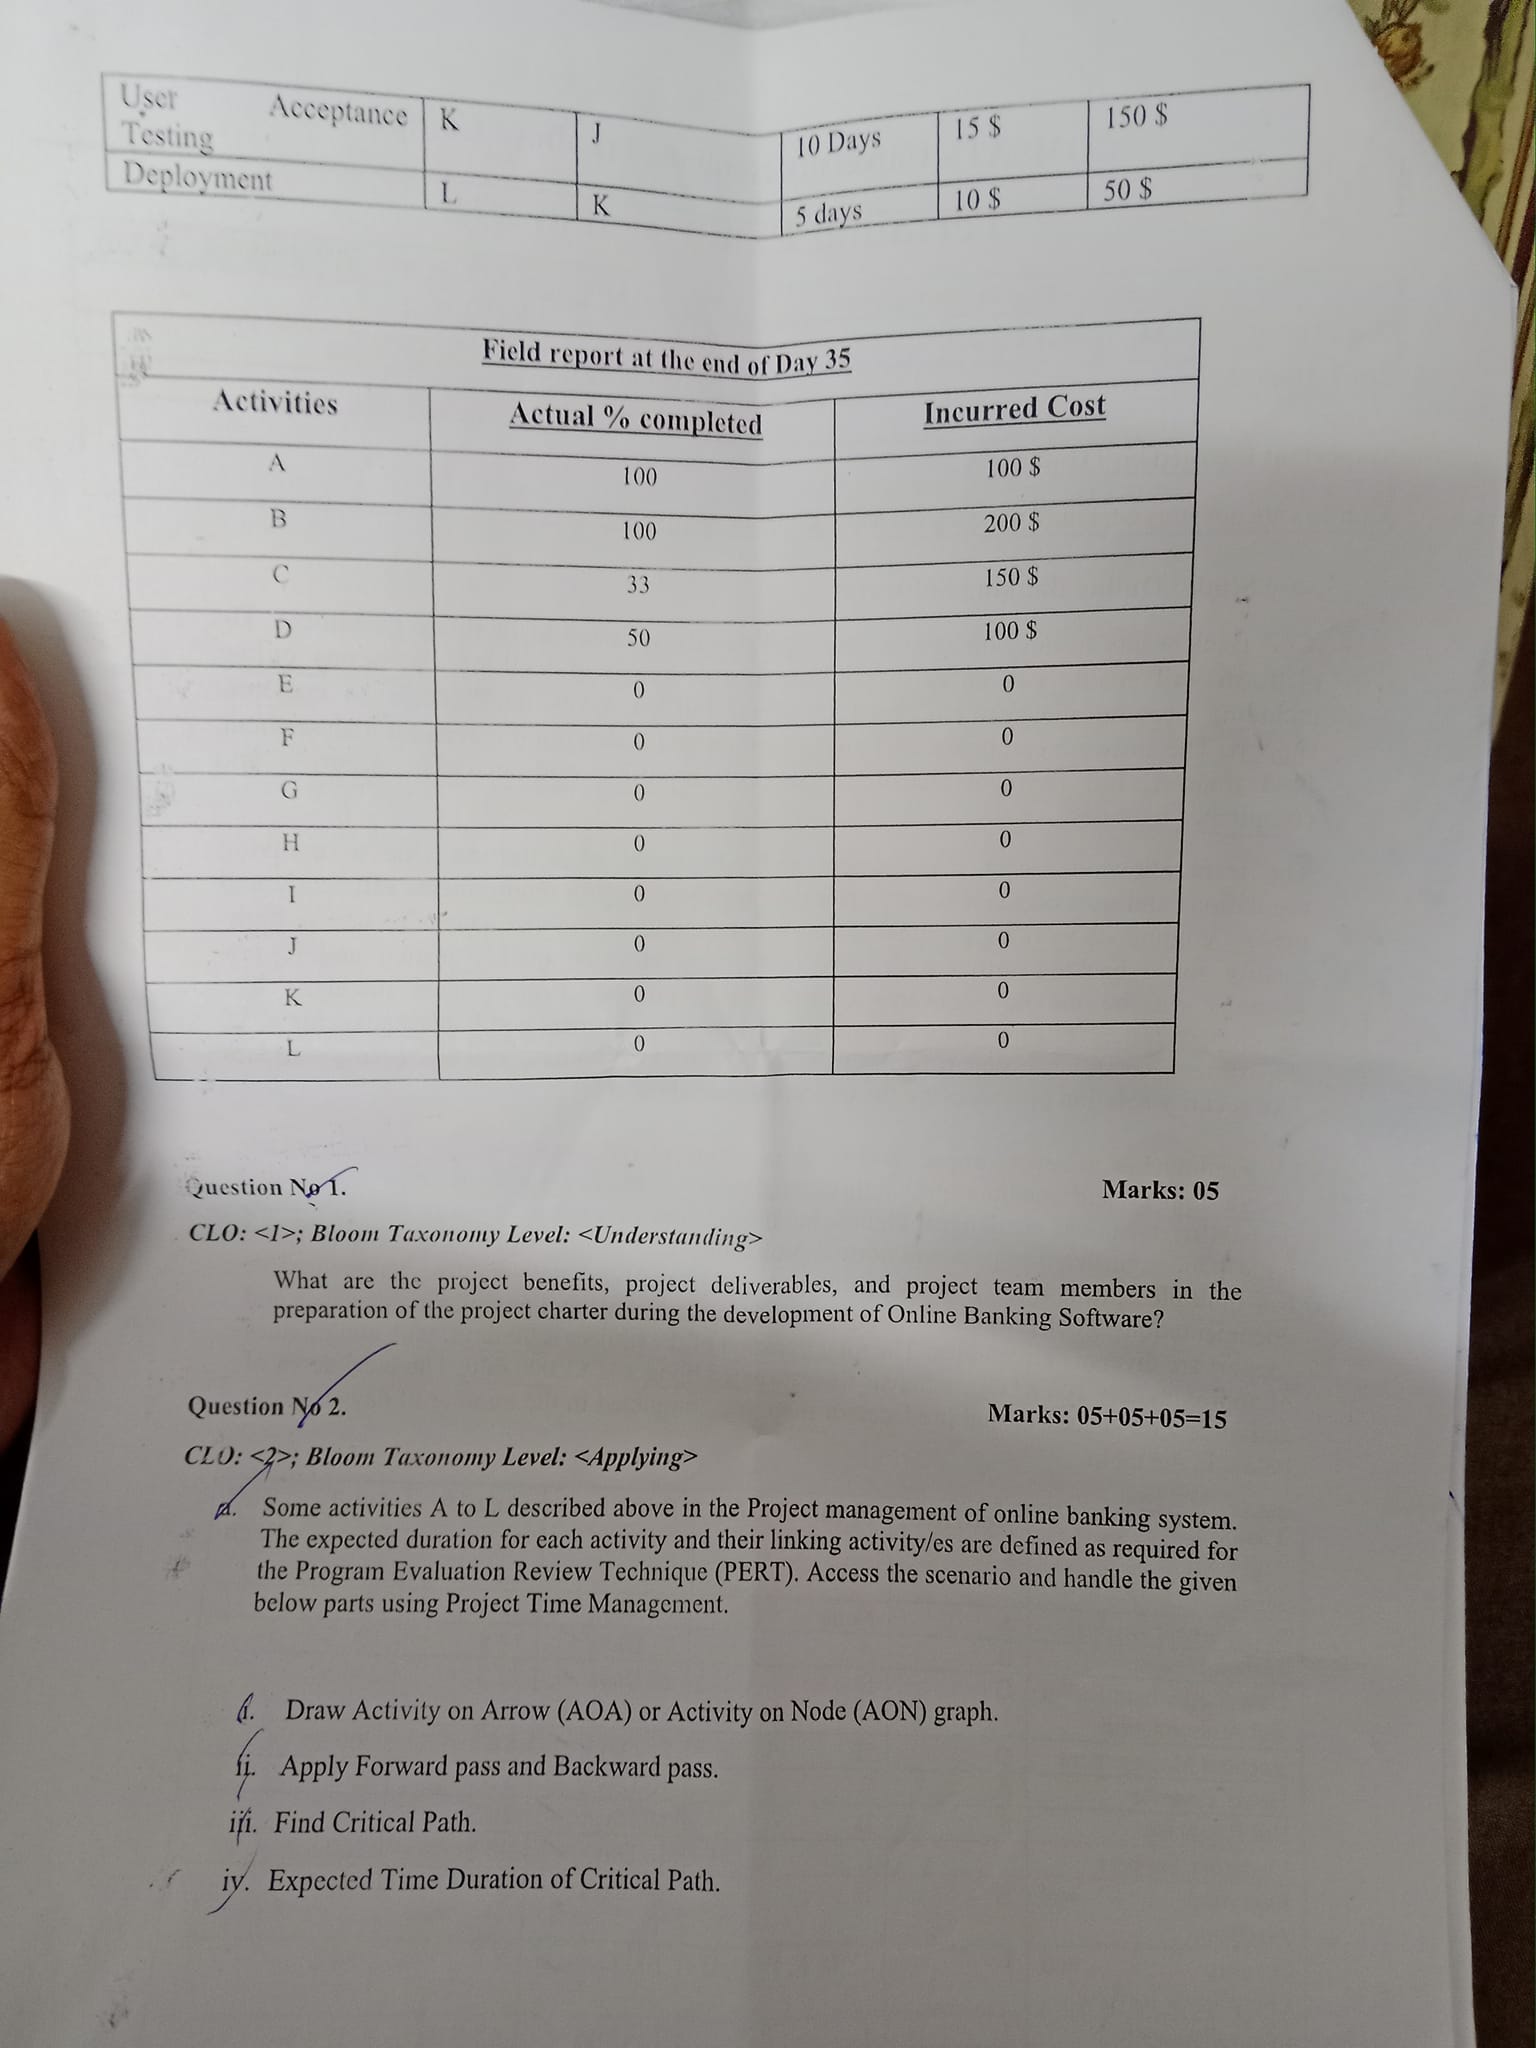 User Acceptance Testing K J 10 Days 15 $ 150 $
Deployment L K 5 days 10 $ 50 $
Field report at the end of Day 35
Activities Actual % completed Incurred Cost
A 100 100 $
B 100 200 $
C 33 150 $
D 50 100 $
E 0 0
F 0 0
G 0 0
H 0 0
I 0 0
J 0 0
K 0 0
L 0 0
Question No 1. Marks: 05
CLO: <1>; Bloom Taxonomy Level: <Understanding>
What are the project benefits, project deliverables, and project team members in the
preparation of the project charter during the development of Online Banking Software?
Question No 2. Marks: 05+05+05=15
CLO: <2>; Bloom Taxonomy Level: <Applying>
a. Some activities A to L described above in the Project management of online banking system.
The expected duration for each activity and their linking activity/es are defined as required for
the Program Evaluation Review Technique (PERT). Access the scenario and handle the given
below parts using Project Time Management.
i. Draw Activity on Arrow (AOA) or Activity on Node (AON) graph.
ii. Apply Forward pass and Backward pass.
iii. Find Critical Path.
iv. Expected Time Duration of Critical Path.